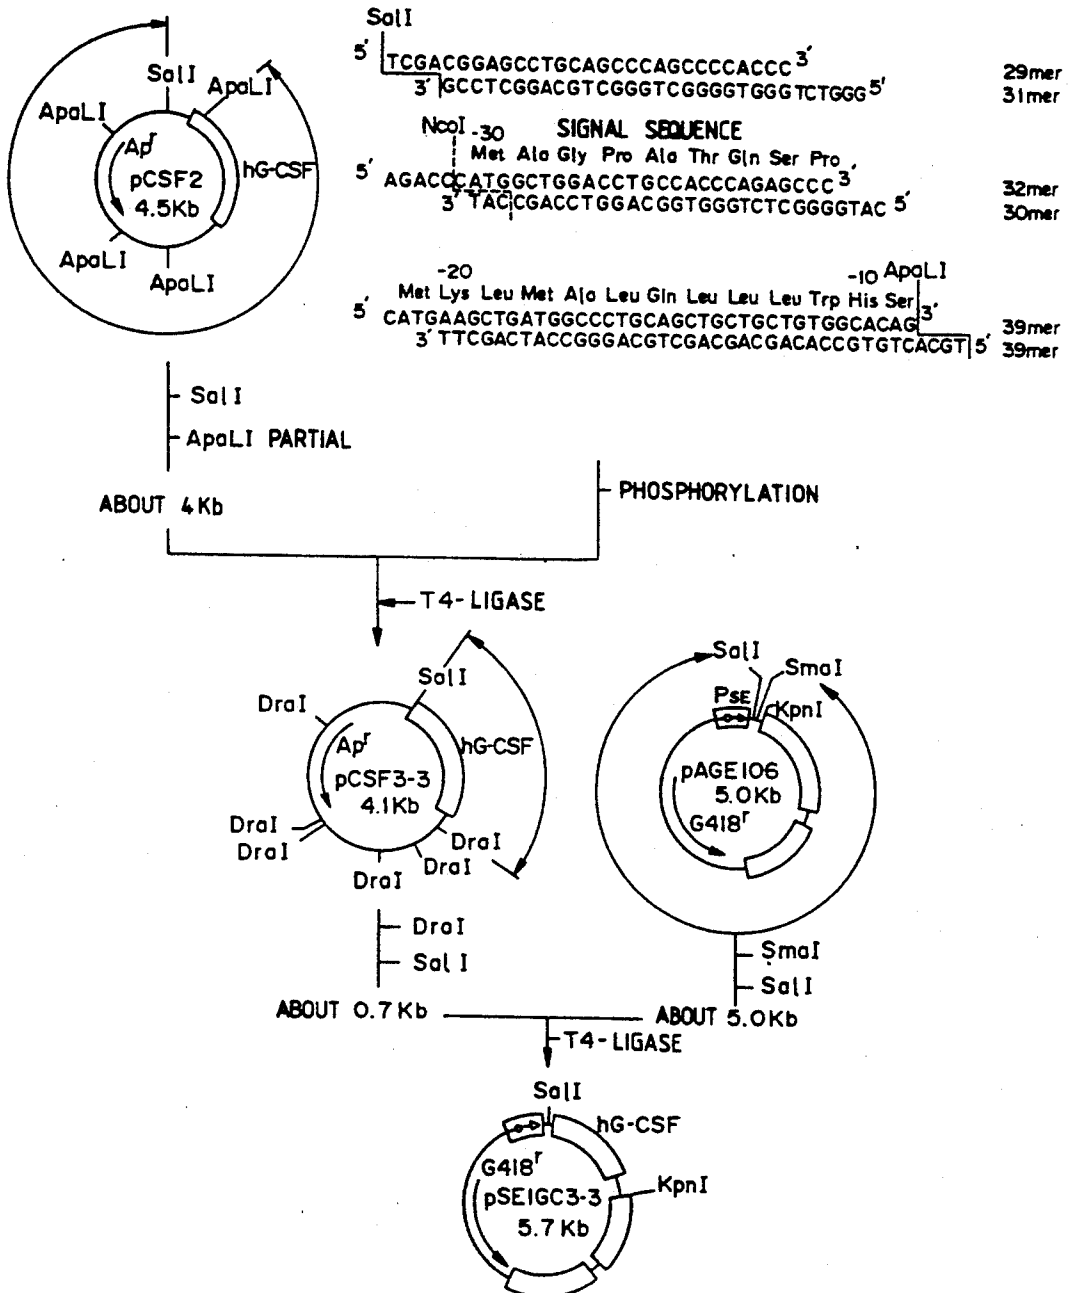 SalI
ApaLI
ApaLI
Apʳ
pCSF2
4.5Kb
hG-CSF
ApaLI
ApaLI
SalI
5' TCGACGGAGCCTGCAGCCCAGCCCCACCC 3' 29mer
3' GCCTCGGACGTCGGGTCGGGGTGGGTCTGGG 5' 31mer
NcoI -30 SIGNAL SEQUENCE
Met Ala Gly Pro Ala Thr Gln Ser Pro
5' AGACCCATGGCTGGACCTGCCACCCAGAGCCC 3' 32mer
3' TACCGACCTGGACGGTGGGTCTCGGGGTAC 5' 30mer
-20 -10 ApaLI
Met Lys Leu Met Ala Leu Gln Leu Leu Leu Trp His Ser
5' CATGAAGCTGATGGCCCTGCAGCTGCTGCTGTGGCACAG 3' 39mer
3' TTCGACTACCGGGACGTCGACGACGACACCGTGTCACGT 5' 39mer
SalI
ApaLI PARTIAL
ABOUT 4Kb
PHOSPHORYLATION
T4-LIGASE
SalI
DraI
Apʳ
pCSF3-3
4.1Kb
hG-CSF
DraI
DraI
DraI
DraI
DraI
SalI
SmaI
PSE
KpnI
pAGE106
5.0Kb
G418ʳ
DraI
SalI
ABOUT 0.7Kb
SmaI
SalI
ABOUT 5.0Kb
T4-LIGASE
SalI
hG-CSF
G418ʳ
pSE1GC3-3
5.7Kb
KpnI